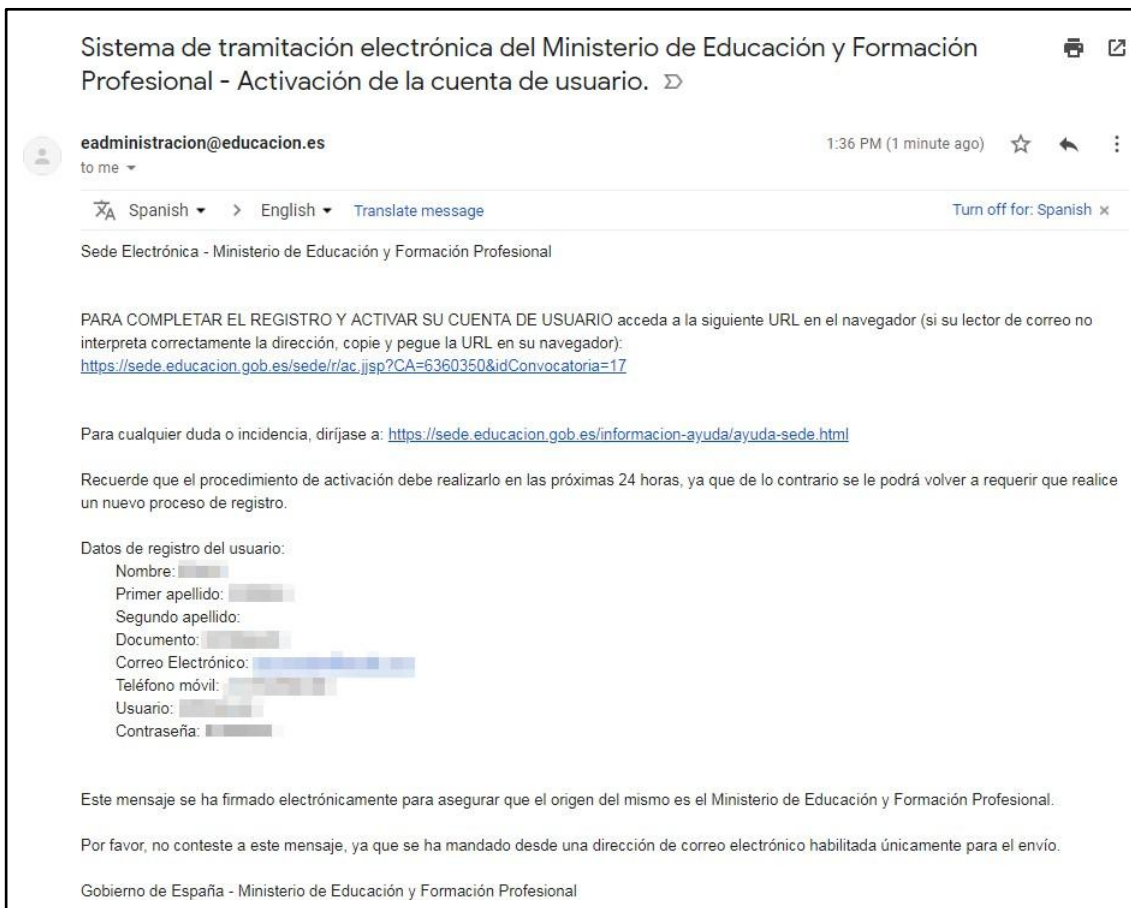 Sistema de tramitación electrónica del Ministerio de Educación y Formación
Profesional - Activación de la cuenta de usuario.
eadministracion@educacion.es
1:36 PM (1 minute ago)
to me
Spanish > English Translate message
Turn off for: Spanish ×
Sede Electrónica - Ministerio de Educación y Formación Profesional
PARA COMPLETAR EL REGISTRO Y ACTIVAR SU CUENTA DE USUARIO acceda a la siguiente URL en el navegador (si su lector de correo no
interpreta correctamente la dirección, copie y pegue la URL en su navegador):
https://sede.educacion.gob.es/sede/r/ac.jjsp?CA=6360350&idConvocatoria=17
Para cualquier duda o incidencia, diríjase a: https://sede.educacion.gob.es/informacion-ayuda/ayuda-sede.html
Recuerde que el procedimiento de activación debe realizarlo en las próximas 24 horas, ya que de lo contrario se le podrá volver a requerir que realice
un nuevo proceso de registro.
Datos de registro del usuario:
Nombre:
Primer apellido:
Segundo apellido:
Documento:
Correo Electrónico:
Teléfono móvil:
Usuario:
Contraseña:
Este mensaje se ha firmado electrónicamente para asegurar que el origen del mismo es el Ministerio de Educación y Formación Profesional.
Por favor, no conteste a este mensaje, ya que se ha mandado desde una dirección de correo electrónico habilitada únicamente para el envío.
Gobierno de España - Ministerio de Educación y Formación Profesional